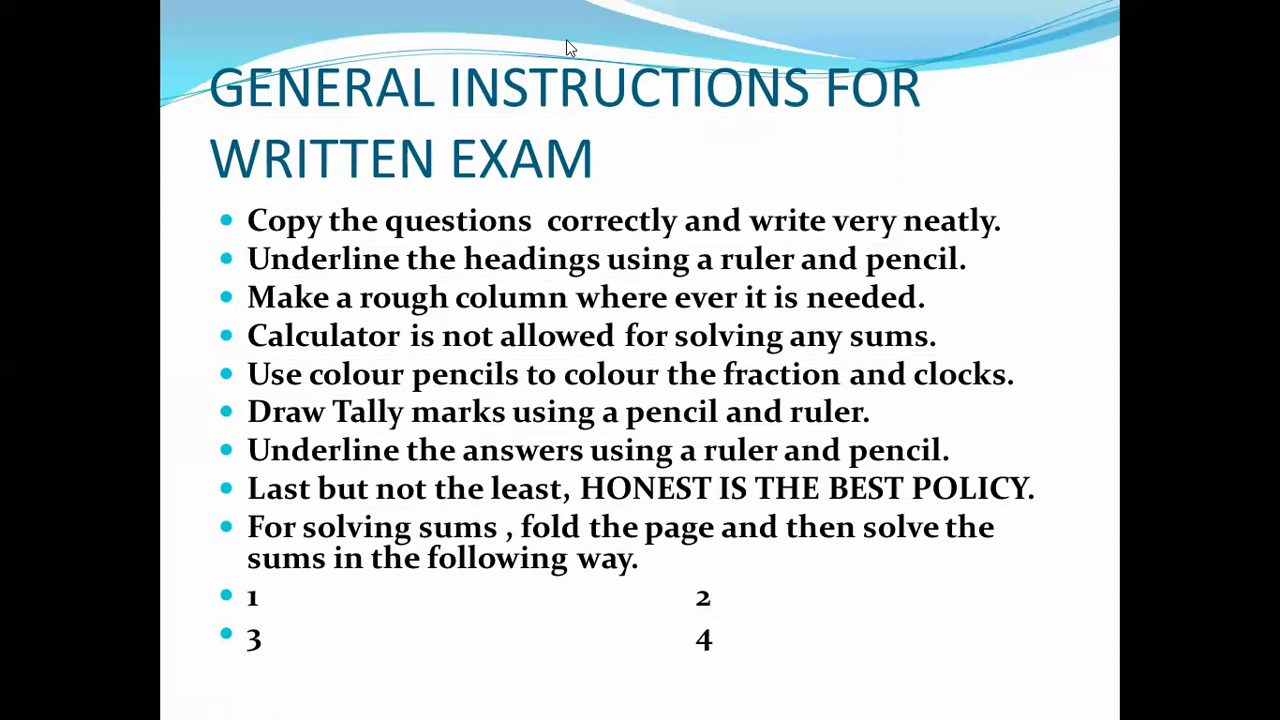 GENERAL INSTRUCTIONS FOR
WRITTEN EXAM
• Copy the questions correctly and write very neatly.
• Underline the headings using a ruler and pencil.
• Make a rough column where ever it is needed.
• Calculator is not allowed for solving any sums.
• Use colour pencils to colour the fraction and clocks.
• Draw Tally marks using a pencil and ruler.
• Underline the answers using a ruler and pencil.
• Last but not the least, HONEST IS THE BEST POLICY.
• For solving sums , fold the page and then solve the
sums in the following way.
• 1 2
• 3 4